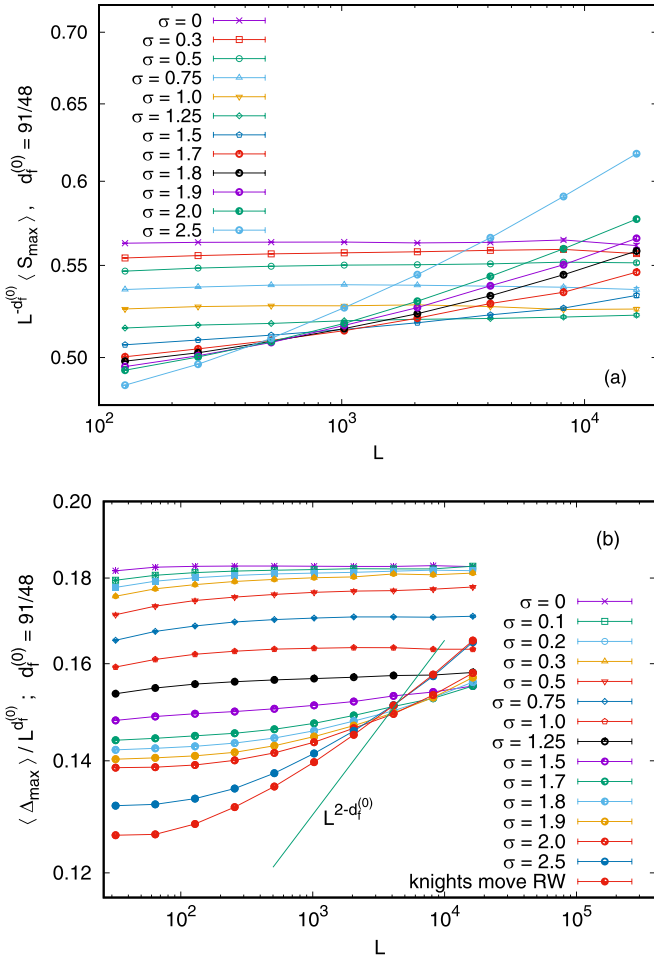 0.70
0.65
0.6
0.55
0.50
L^{-d_f^{(0)}} ⟨ S_max ⟩ ,   d_f^{(0)} = 91/48
σ = 0
σ = 0.3
σ = 0.5
σ = 0.75
σ = 1.0
σ = 1.25
σ = 1.5
σ = 1.7
σ = 1.8
σ = 1.9
σ = 2.0
σ = 2.5
(a)
10^2
10^3
10^4
L
0.20
0.18
0.16
0.14
0.12
⟨ Δ_max ⟩ / L^{d_f^{(0)}} ;   d_f^{(0)} = 91/48
(b)
σ = 0
σ = 0.1
σ = 0.2
σ = 0.3
σ = 0.5
σ = 0.75
σ = 1.0
σ = 1.25
σ = 1.5
σ = 1.7
σ = 1.8
σ = 1.9
σ = 2.0
σ = 2.5
knights move RW
L^{2-d_f^{(0)}}
10^2
10^3
10^4
10^5
L